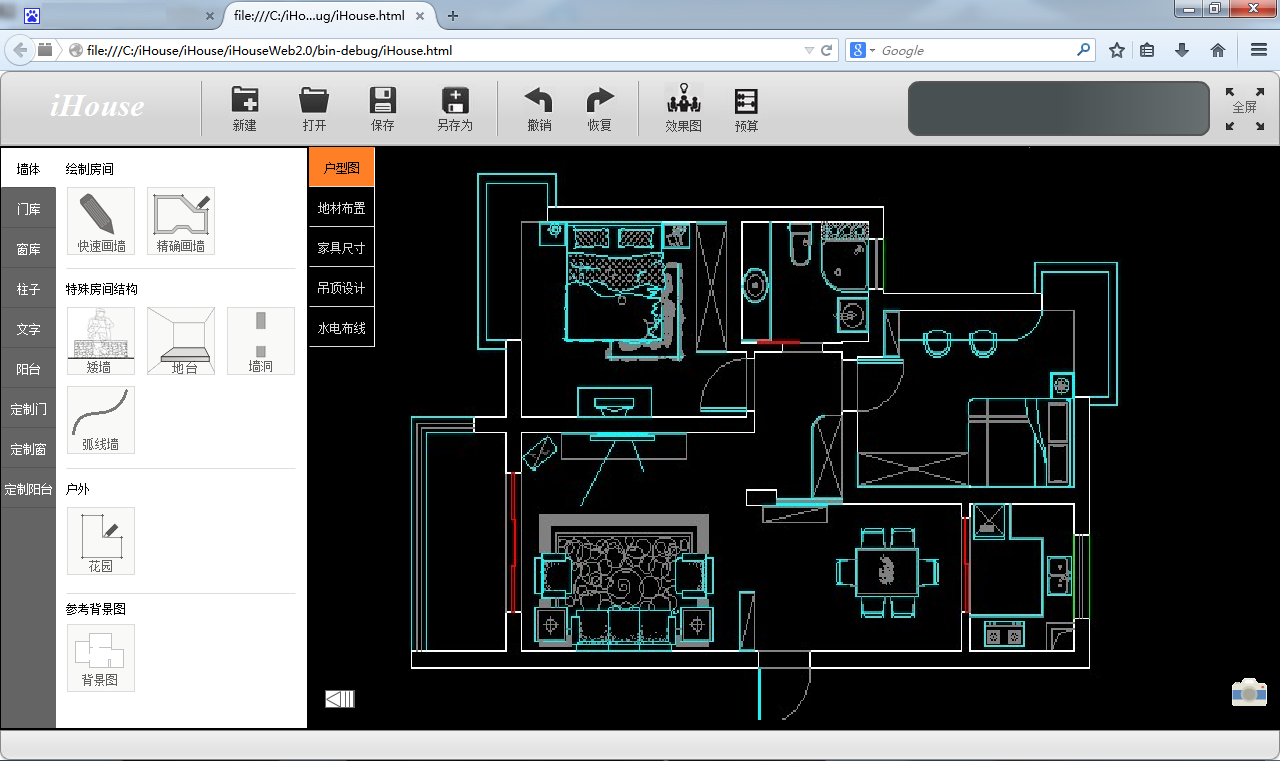 file:///C:/iHo...ug/iHouse.html
file:///C:/iHouse/iHouse/iHouseWeb2.0/bin-debug/iHouse.html
Google
iHouse
新建
打开
保存
另存为
撤销
恢复
效果图
预算
全屏
墙体
门库
窗库
柱子
文字
阳台
定制门
定制窗
定制阳台
绘制房间
快速画墙
精确画墙
特殊房间结构
矮墙
地台
墙洞
弧线墙
户外
花园
参考背景图
背景图
户型图
地材布置
家具尺寸
吊顶设计
水电布线